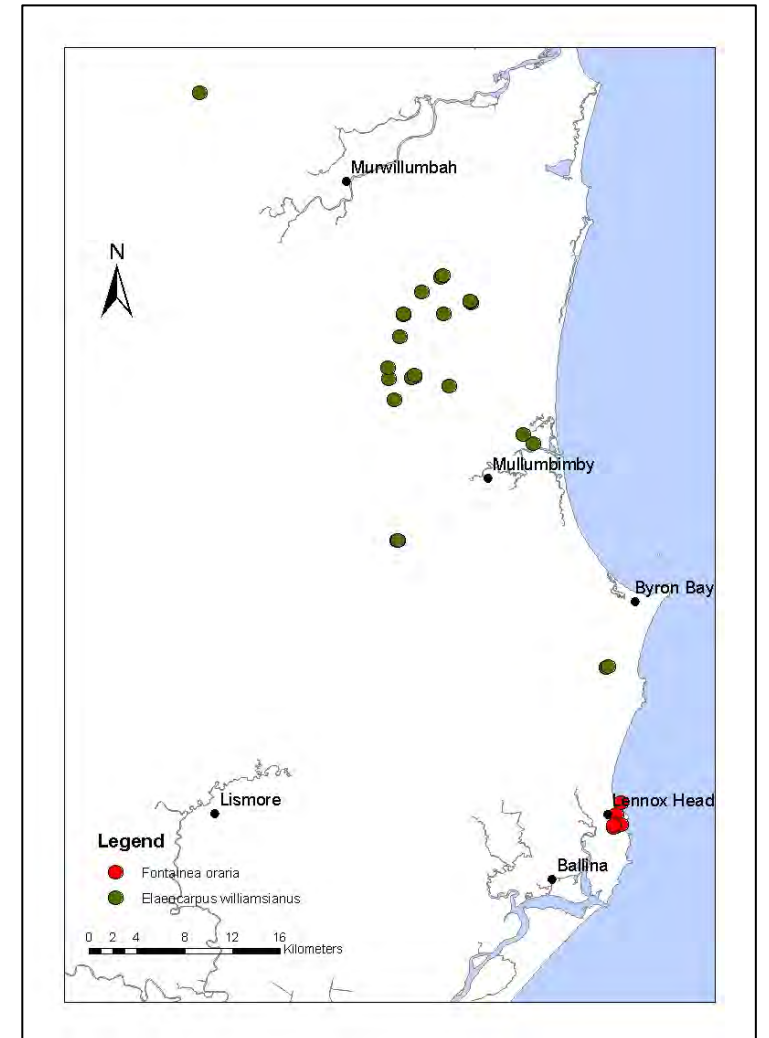 Murwillumbah
N
Mullumbimby
Byron Bay
Lismore
Lennox Head
Legend
Ballina
Fontainea oraria
Elaeocarpus williamsianus
0 2 4 8 12 16
Kilometers